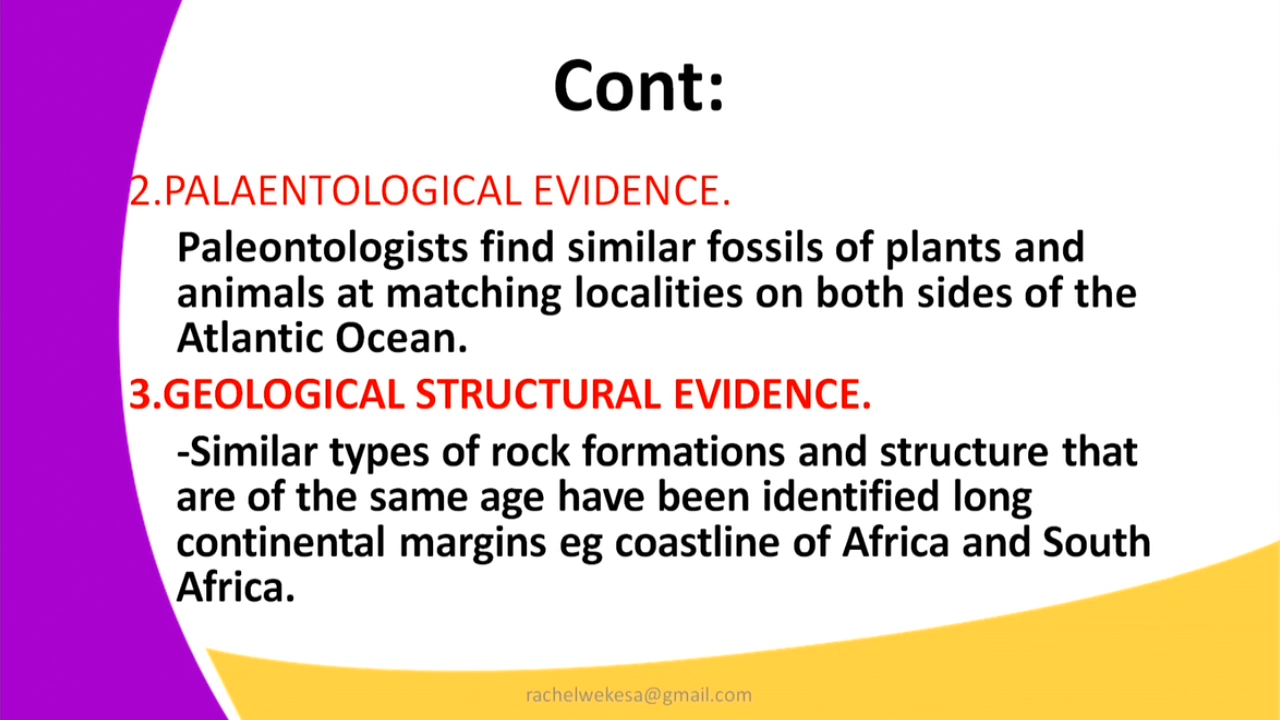 Cont:
2.PALAENTOLOGICAL EVIDENCE.
Paleontologists find similar fossils of plants and
animals at matching localities on both sides of the
Atlantic Ocean.
3.GEOLOGICAL STRUCTURAL EVIDENCE.
-Similar types of rock formations and structure that
are of the same age have been identified long
continental margins eg coastline of Africa and South
Africa.
rachelwekesa@gmail.com